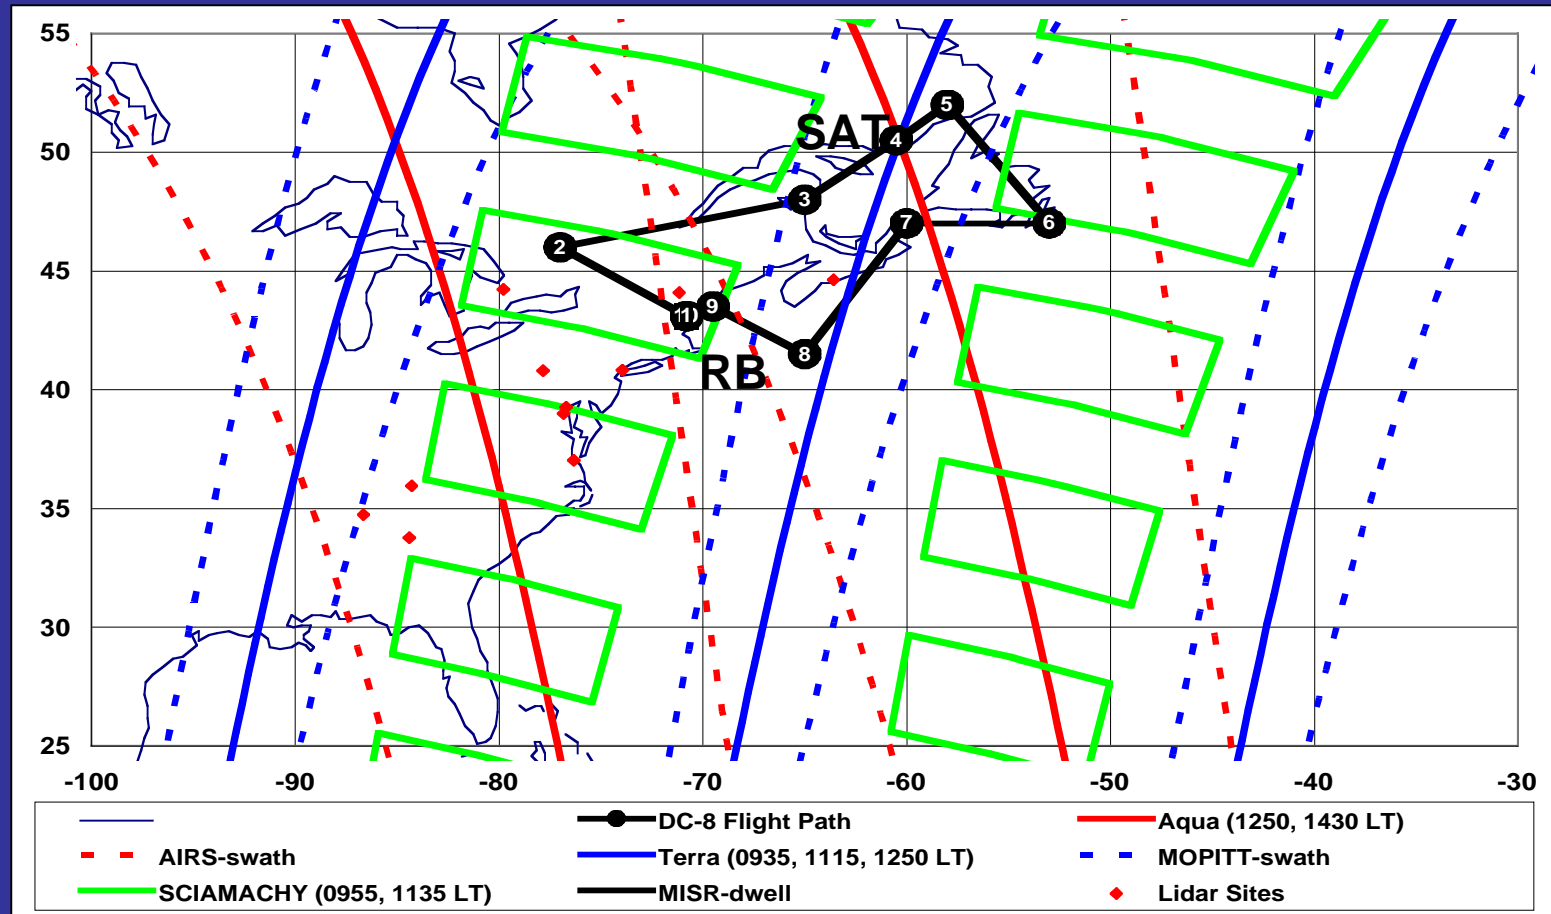 55
50
45
40
35
30
25
-100 -90 -80 -70 -60 -50 -40 -30
SAT
RB
2
3
4
5
6
7
8
9
DC-8 Flight Path
Aqua (1250, 1430 LT)
AIRS-swath
Terra (0935, 1115, 1250 LT)
MOPITT-swath
SCIAMACHY (0955, 1135 LT)
MISR-dwell
Lidar Sites